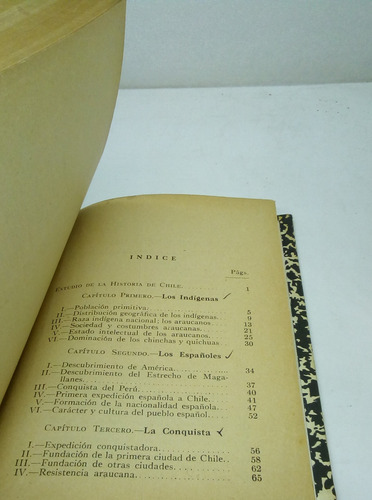 INDICE
Págs.
ESTUDIO DE LA HISTORIA DE CHILE. 1
CAPÍTULO PRIMERO.—Los Indígenas
I.—Población primitiva: 5
II.—Distribución geográfica de los indígenas. 9
III.—Raza indígena nacional; los araucanos 13
IV.—Sociedad y costumbres araucanas. 21
V.—Estado intelectual de los araucanos 25
VI.—Dominación de los chinchas y quichuas 30
CAPÍTULO SEGUNDO.—Los Españoles
I.—Descubrimiento de América. 34
II.—Descubrimiento del Estrecho de Maga-
llanes. 37
III.—Conquista del Perú. 40
IV.—Primera expedición española a Chile. 41
V.—Formación de la nacionalidad española. 47
VI.—Carácter y cultura del pueblo español. 52
CAPÍTULO TERCERO.—La Conquista
I.—Expedición conquistadora 56
II.—Fundación de la primera ciudad de Chile. 58
III.—Fundación de otras ciudades. 62
IV.—Resistencia araucana. 65